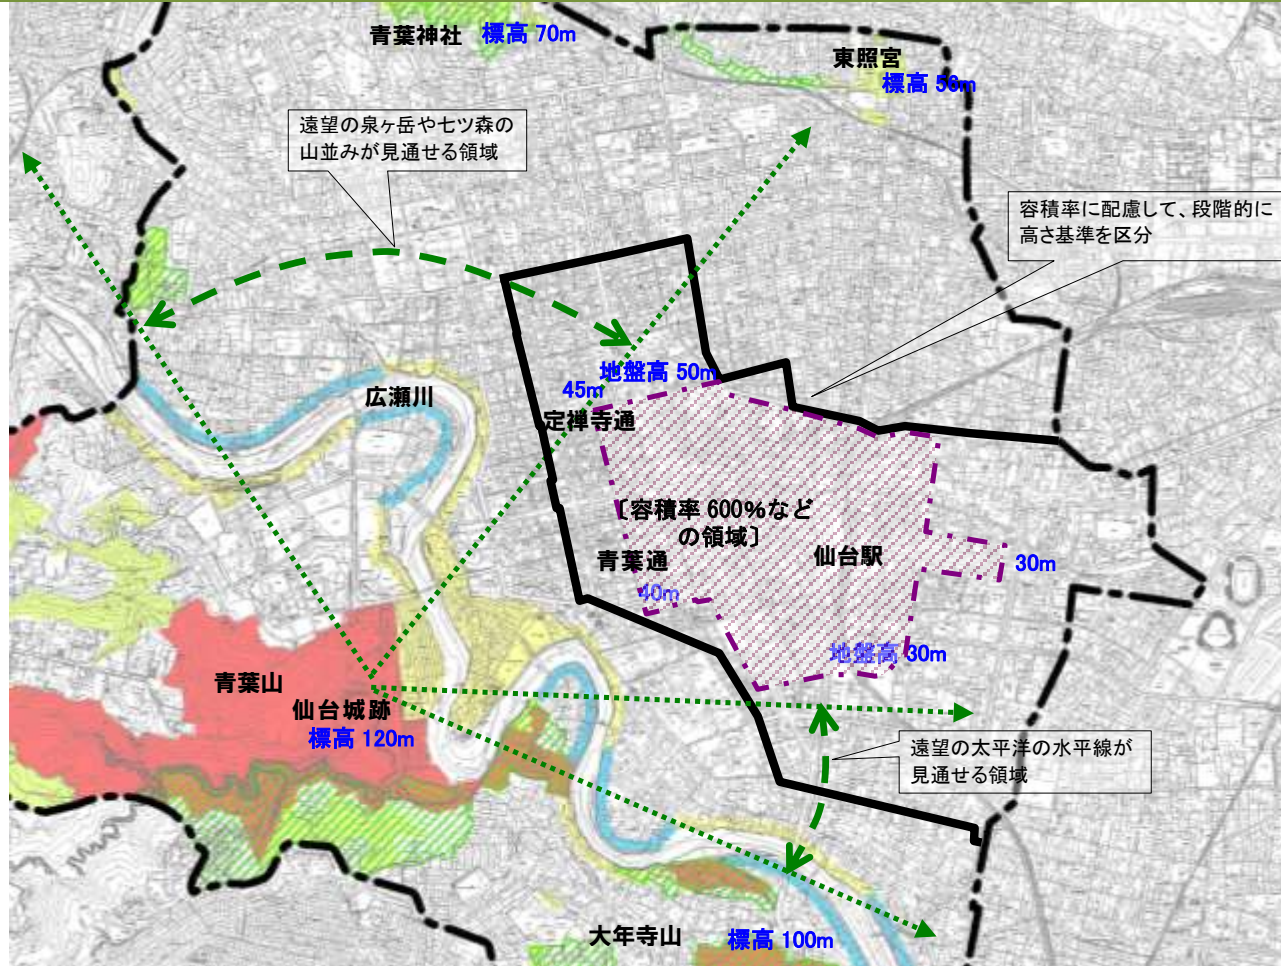 青葉神社 標高 70m
東照宮
標高 56m
遠望の泉ヶ岳や七ツ森の
山並みが見通せる領域
容積率に配慮して、段階的に
高さ基準を区分
地盤高 50m
45m
広瀬川
定禅寺通
〔容積率 600%など
の領域〕
青葉通
仙台駅
30m
40m
地盤高 30m
青葉山
仙台城跡
標高 120m
遠望の太平洋の水平線が
見通せる領域
大年寺山 標高 100m